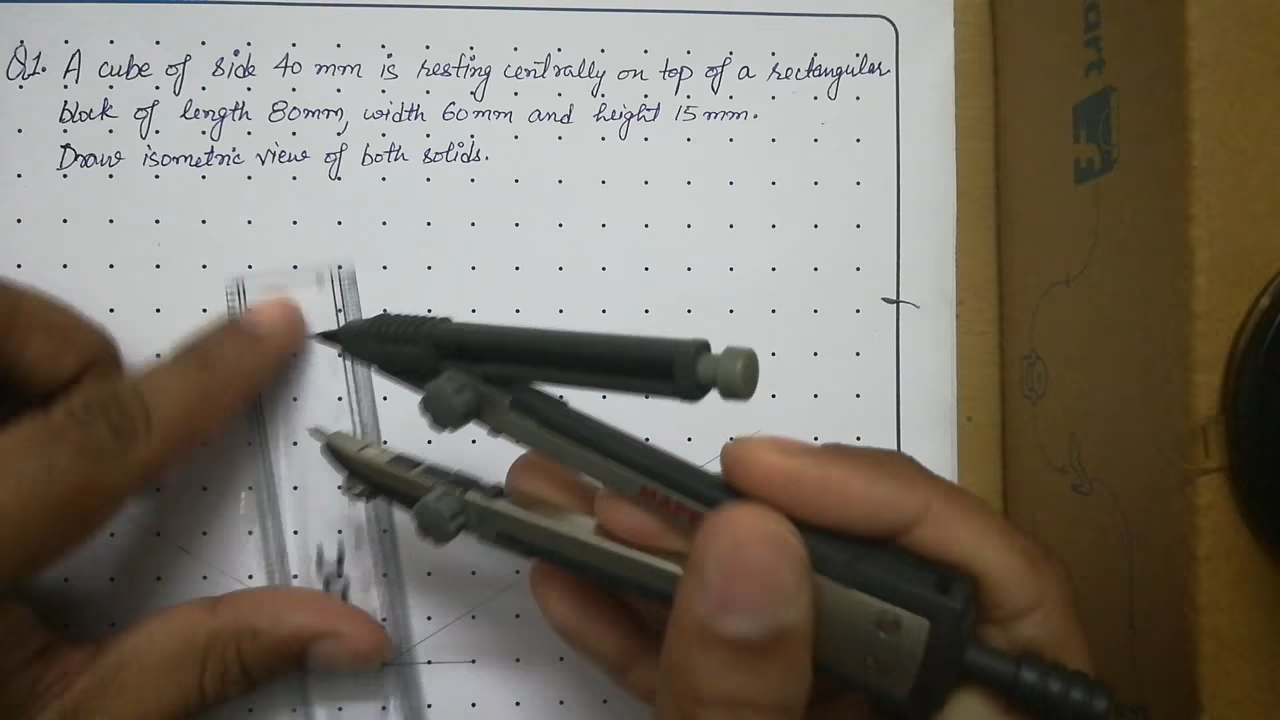 Q1. A cube of side 40 mm is resting centrally on top of a rectangular
block of length 80mm, width 60mm and height 15 mm.
Draw isometric view of both solids.
art